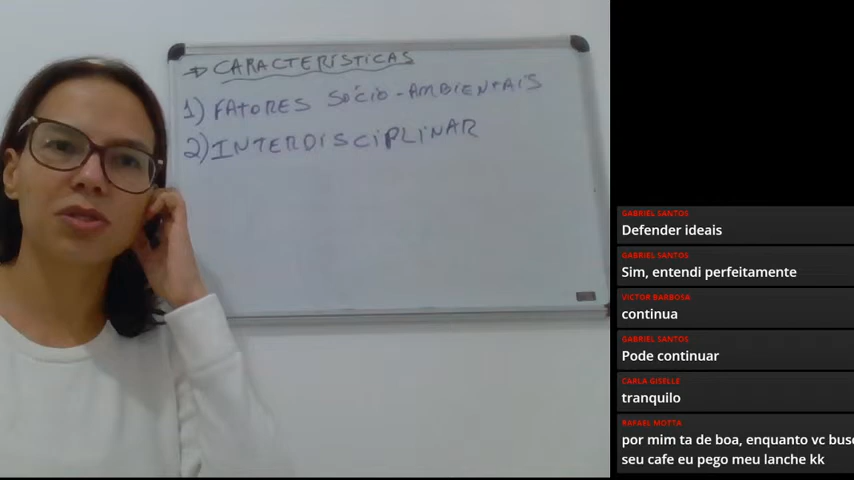 → CARACTERÍSTICAS
1) FATORES SÓCIO-AMBIENTAIS
2) INTERDISCIPLINAR
GABRIEL SANTOS
Defender ideais
GABRIEL SANTOS
Sim, entendi perfeitamente
VICTOR BARBOSA
continua
GABRIEL SANTOS
Pode continuar
CARLA GISELLE
tranquilo
RAFAEL MOTTA
por mim ta de boa, enquanto vc
seu cafe eu pego meu lanche kk